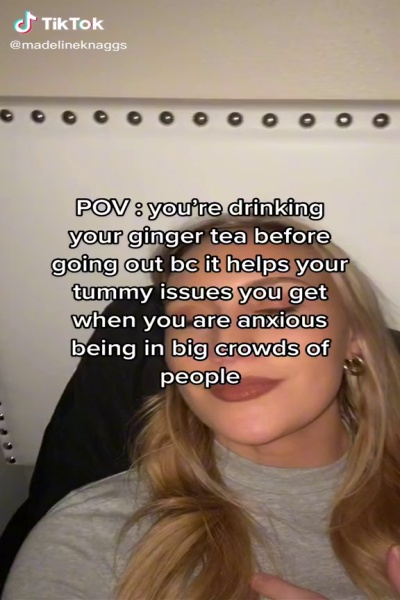 TikTok
@madelineknaggs
POV : you're drinking
your ginger tea before
going out bc it helps your
tummy issues you get
when you are anxious
being in big crowds of
people